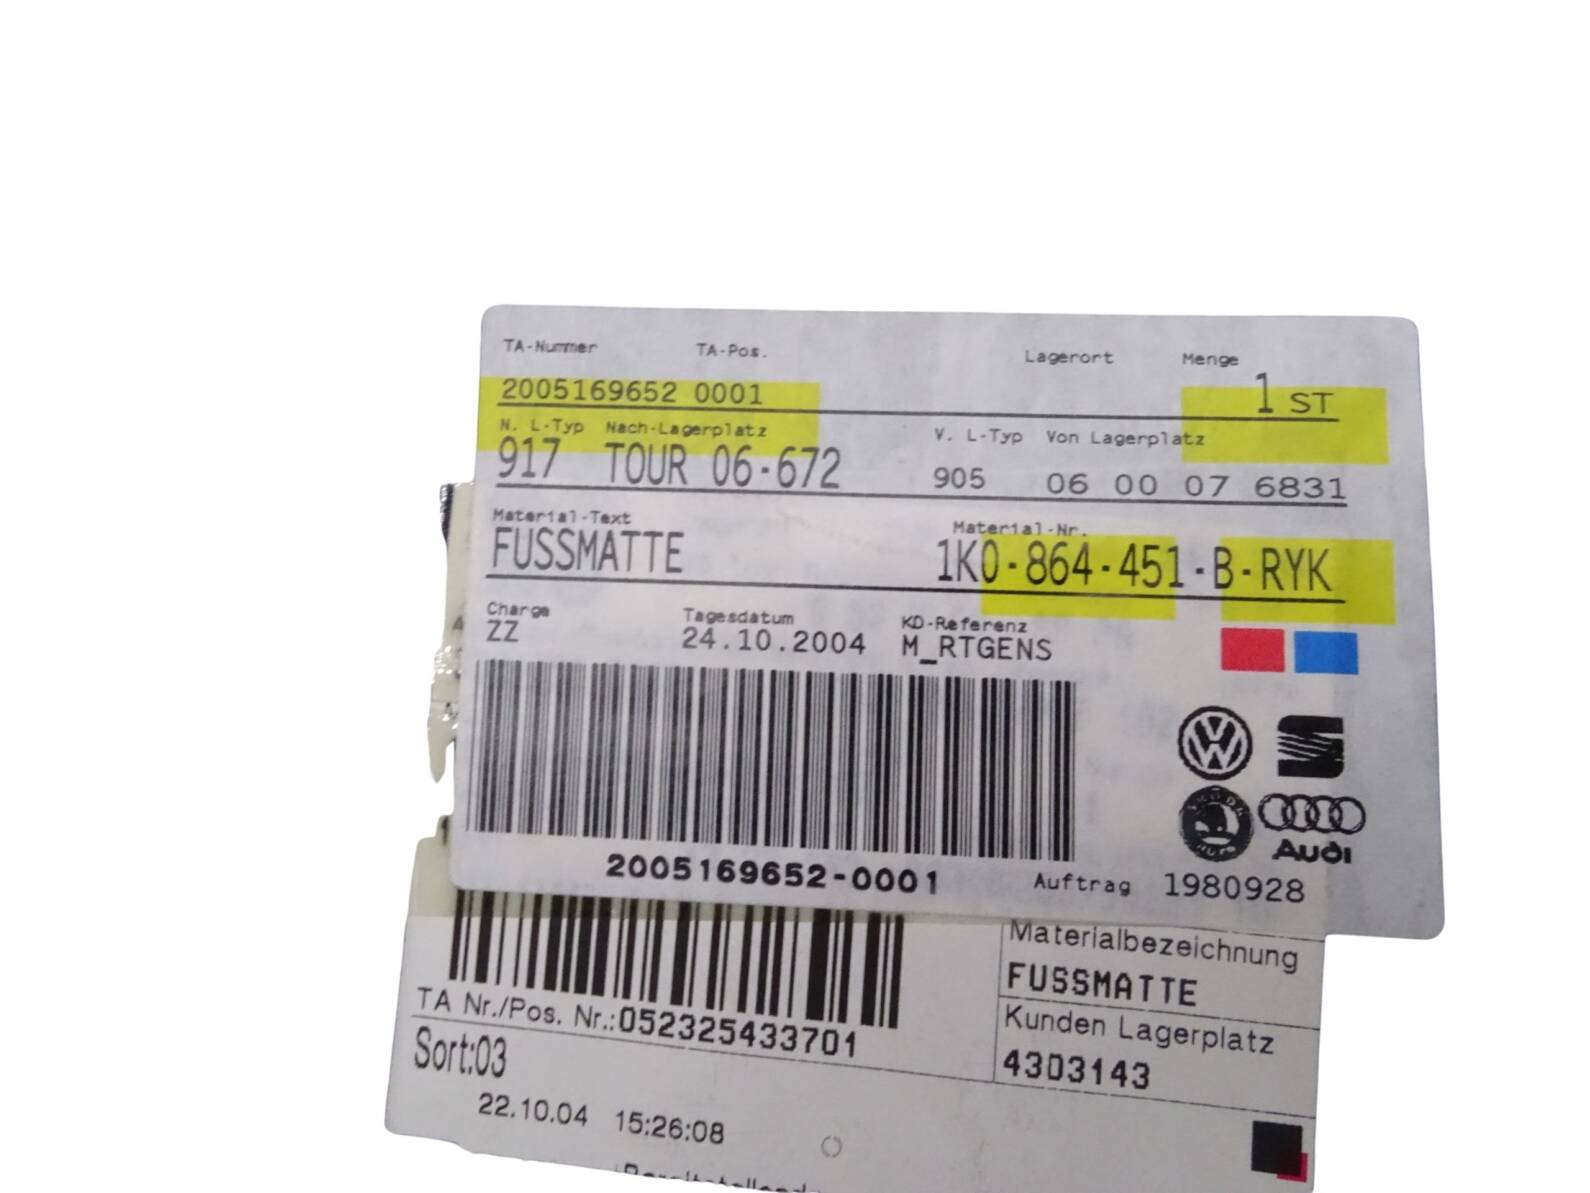 TA-Nummer TA-Pos. Lagerort Menge
2005169652 0001 1 ST
N. L-Typ Nach-Lagerplatz V. L-Typ Von Lagerplatz
917 TOUR 06-672 905 06 00 07 6831
Material-Text Material-Nr.
FUSSMATTE 1K0-864-451-B-RYK
Charge Tagesdatum KD-Referenz
ZZ 24.10.2004 M_RTGENS
AUDI
2005169652-0001 Auftrag 1980928
Materialbezeichnung
FUSSMATTE
TA Nr./Pos. Nr.:052325433701
Kunden Lagerplatz
4303143
Sort:03
22.10.04 15:26:08